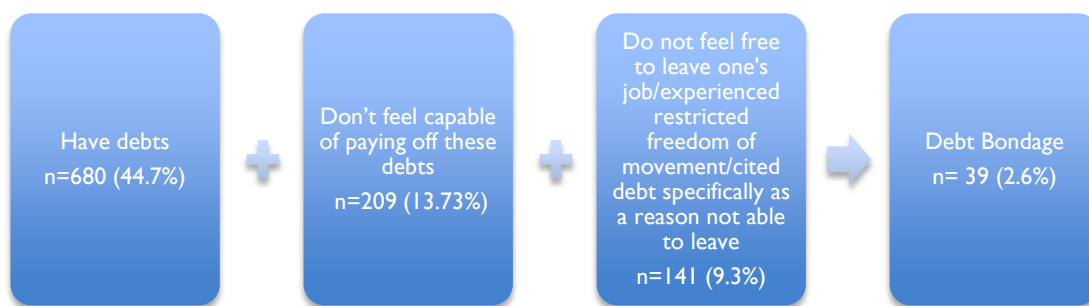 Have debts
n=680 (44.7%)
Don’t feel capable
of paying off these
debts
n=209 (13.73%)
Do not feel free
to leave one's
job/experienced
restricted
freedom of
movement/cited
debt specifically as
a reason not able
to leave
n=141 (9.3%)
Debt Bondage
n= 39 (2.6%)